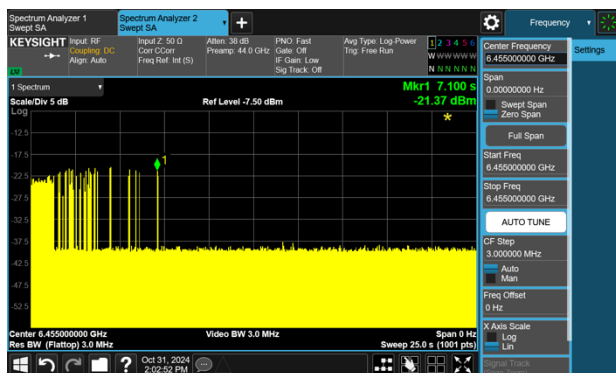 Spectrum Analyzer 1
Swept SA
Spectrum Analyzer 2
Swept SA
Frequency
KEYSIGHT
Input: RF
Coupling: DC
Align: Auto
Input Z: 50 Ω
Corr CCorr
Freq Ref: Int (S)
Atten: 38 dB
Preamp: 44.0 GHz
PNO: Fast
Gate: Off
IF Gain: Low
Sig Track: Off
Avg Type: Log-Power
Trig: Free Run
1 2 3 4 5 6
W W W W W W
N N N N N N
1 Spectrum
Scale/Div 5 dB
Log
Ref Level -7.50 dBm
Mkr1 7.100 s
-21.37 dBm
1
-12.5
-17.5
-22.5
-27.5
-32.5
-37.5
-42.5
-47.5
-52.5
Center 6.455000000 GHz
Res BW (Flattop) 3.0 MHz
Video BW 3.0 MHz
Span 0 Hz
Sweep 25.0 s (1001 pts)
Oct 31, 2024
2:02:52 PM
Center Frequency
6.455000000 GHz
Settings
Span
0.00000000 Hz
Swept Span
Zero Span
Full Span
Start Freq
6.455000000 GHz
Stop Freq
6.455000000 GHz
AUTO TUNE
CF Step
3.000000 MHz
Auto
Man
Freq Offset
0 Hz
X Axis Scale
Log
Lin
Signal Track